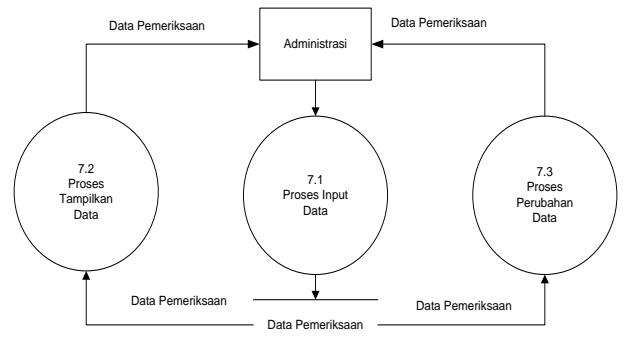 Data Pemeriksaan
Data Pemeriksaan
Administrasi
7.2
Proses
Tampilkan
Data
7.1
Proses Input
Data
7.3
Proses
Perubahan
Data
Data Pemeriksaan
Data Pemeriksaan
Data Pemeriksaan